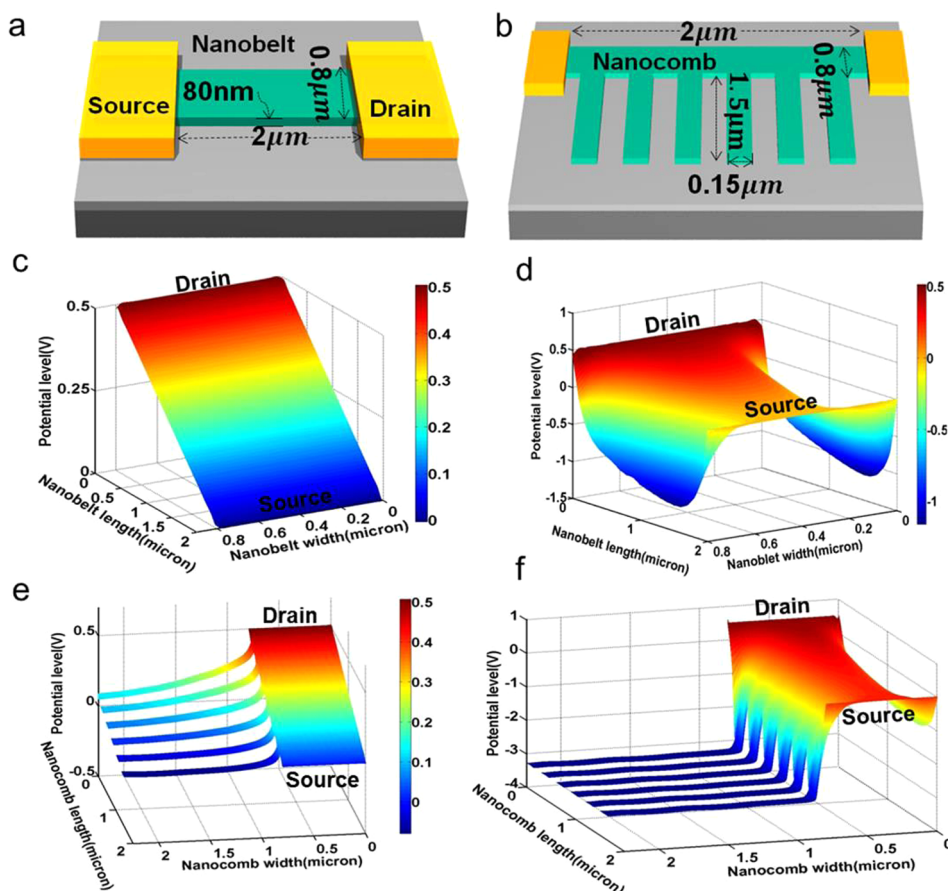 a
Nanobelt
Source
80nm
0.8μm
Drain
2μm
b
2μm
Nanocomb
0.8μm
1.5μm
0.15μm
c
Drain
Source
Potential level(V)
0.5
0.25
0
Nanobelt length(micron)
0
0.5
1
1.5
2
Nanobelt width(micron)
0.8
0.6
0.4
0.2
0
0.5
0.4
0.3
0.2
0.1
0
d
Drain
Source
Potential level(V)
1
0.5
0
-0.5
-1
-1.5
Nanobelt length(micron)
0
1
2
Nanoblet width(micron)
0.8
0.6
0.4
0.2
0
0.5
0
-0.5
-1
e
Drain
Source
Potential level(V)
0.5
0
-0.5
Nanocomb length(micron)
0
1
2
Nanocomb width(micron)
2
1.5
1
0.5
0
0.5
0.4
0.3
0.2
0.1
0
f
Drain
Source
Potential level(V)
1
0
-1
-2
-3
-4
Nanocomb length(micron)
0
1
2
Nanocomb width(micron)
2
1.5
1
0.5
0